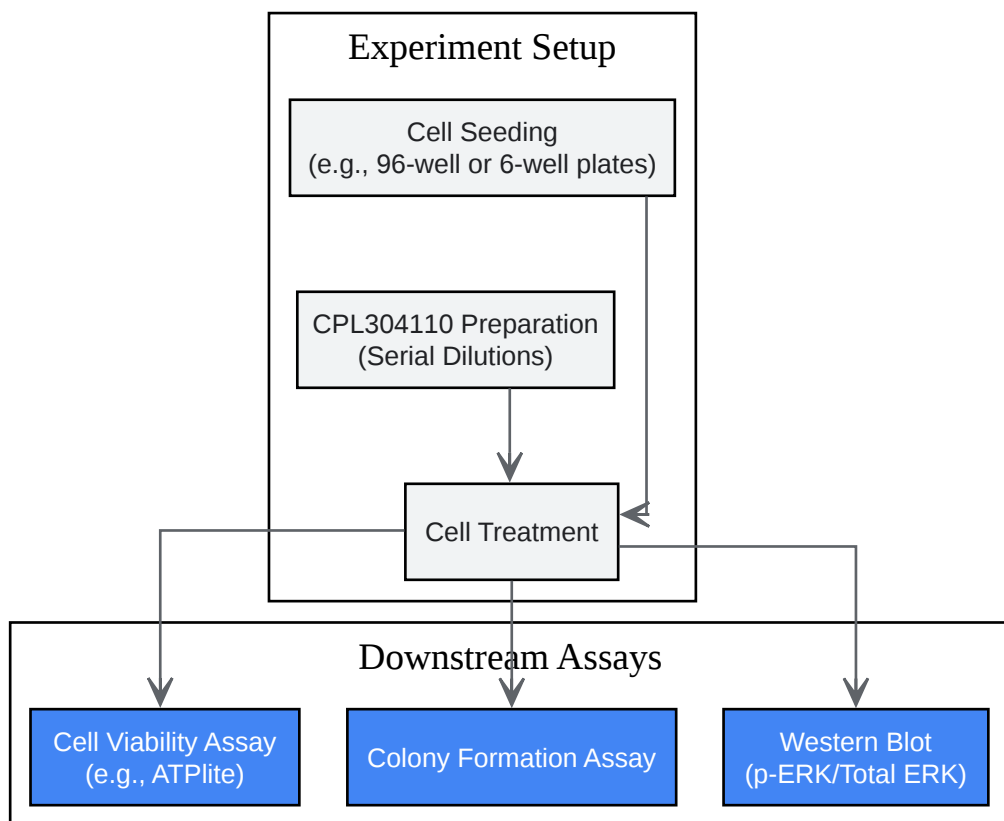 Experiment Setup
Cell Seeding
(e.g., 96-well or 6-well plates)
CPL304110 Preparation
(Serial Dilutions)
Cell Treatment
Downstream Assays
Cell Viability Assay
(e.g., ATPlite)
Colony Formation Assay
Western Blot
(p-ERK/Total ERK)